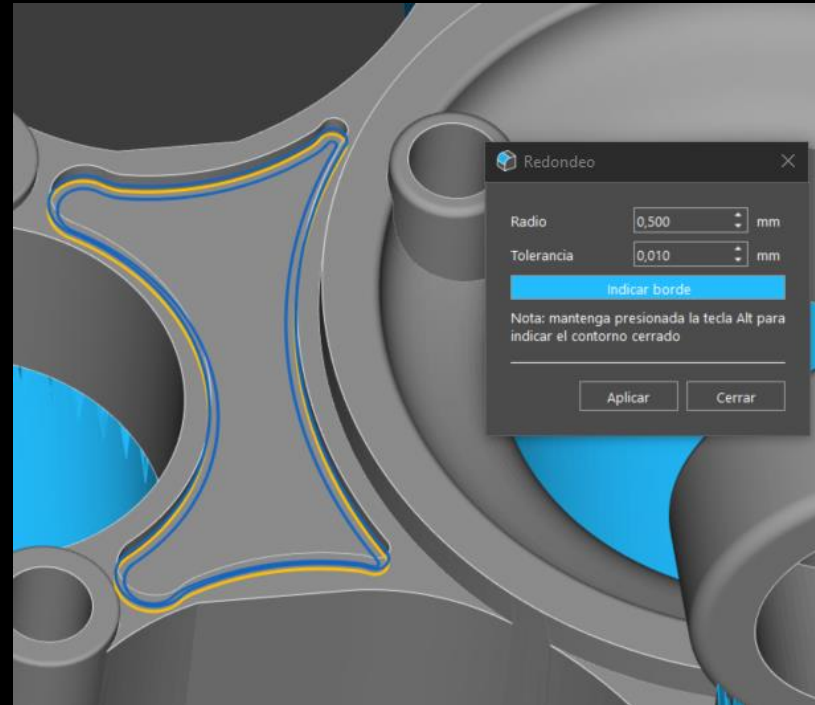 Redondeo
Radio 0,500 mm
Tolerancia 0,010 mm
Indicar borde
Nota: mantenga presionada la tecla Alt para
indicar el contorno cerrado
Aplicar Cerrar